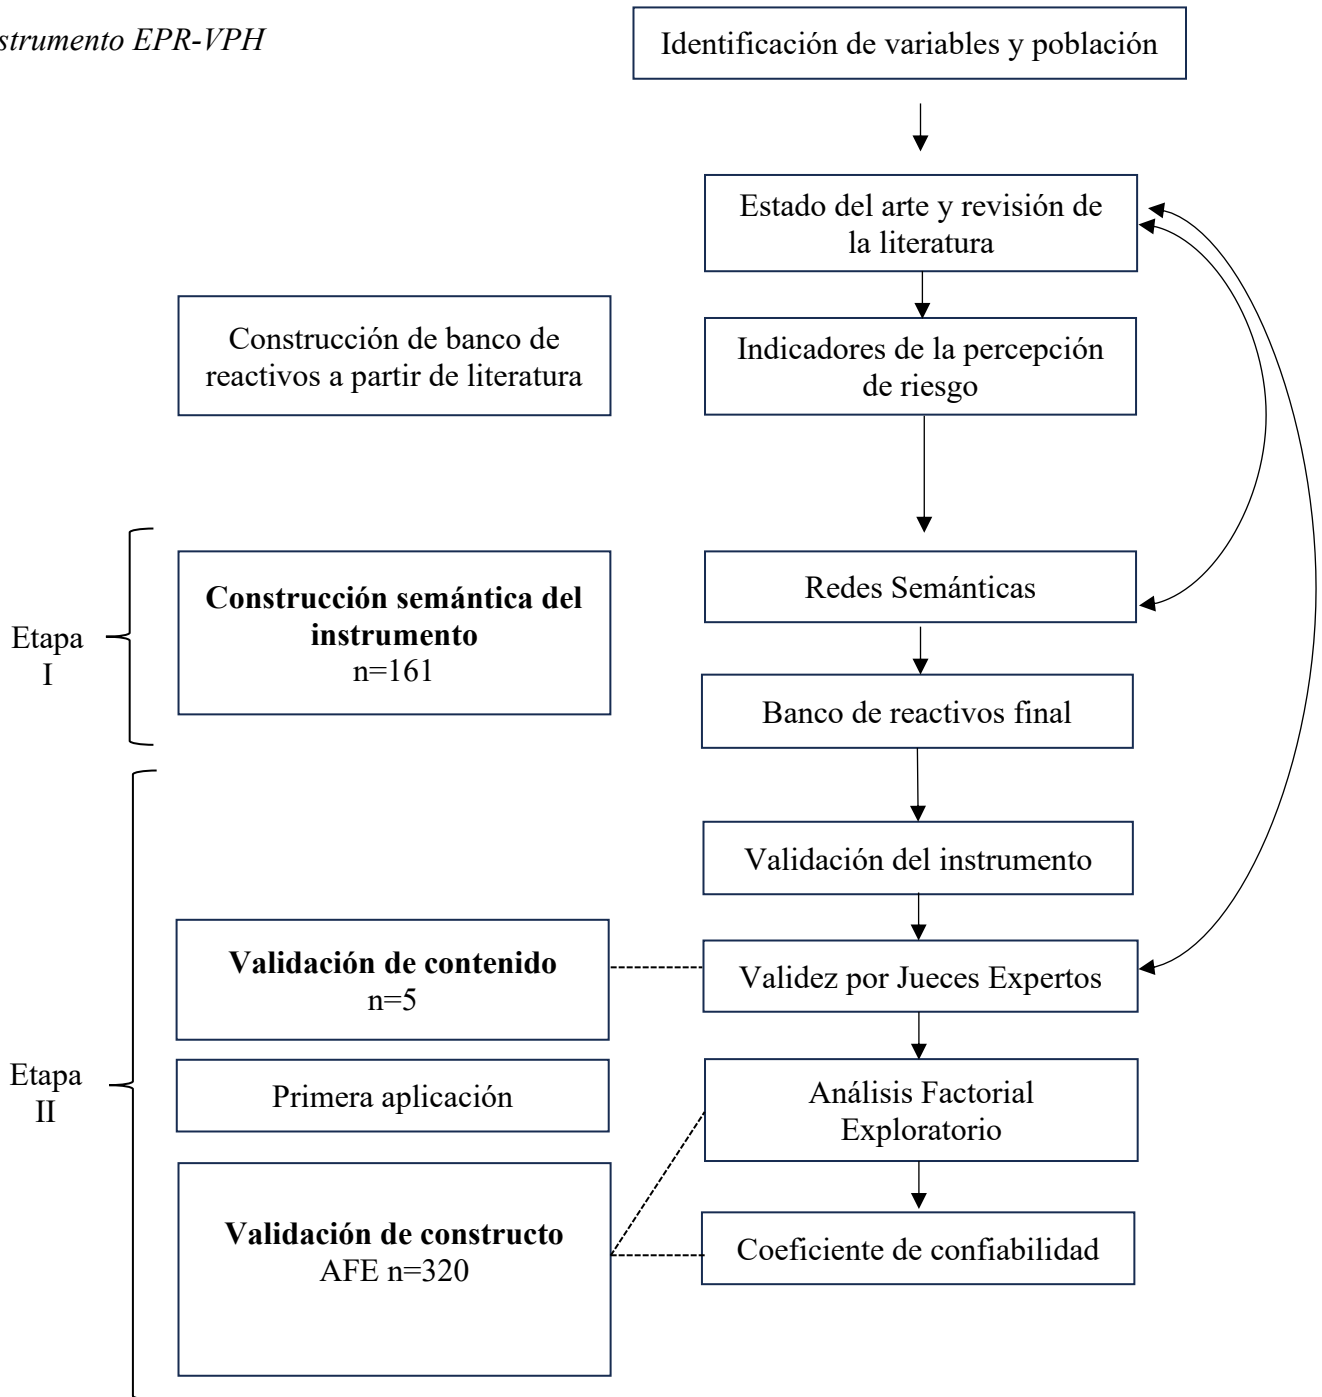 strumento EPR-VPH
Identificación de variables y población
Estado del arte y revisión de
la literatura
Construcción de banco de
reactivos a partir de literatura
Indicadores de la percepción
de riesgo
Etapa
I
Construcción semántica del
instrumento
n=161
Redes Semánticas
Banco de reactivos final
Validación del instrumento
Etapa
II
Validación de contenido
n=5
Validez por Jueces Expertos
Primera aplicación
Análisis Factorial
Exploratorio
Validación de constructo
AFE n=320
Coeficiente de confiabilidad